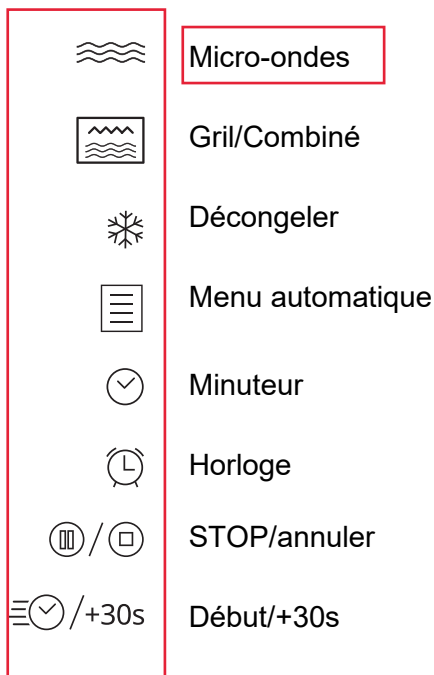 Micro-ondes
Gril/Combiné
Décongeler
Menu automatique
Minuteur
Horloge
/ STOP/annuler
/+30s Début/+30s